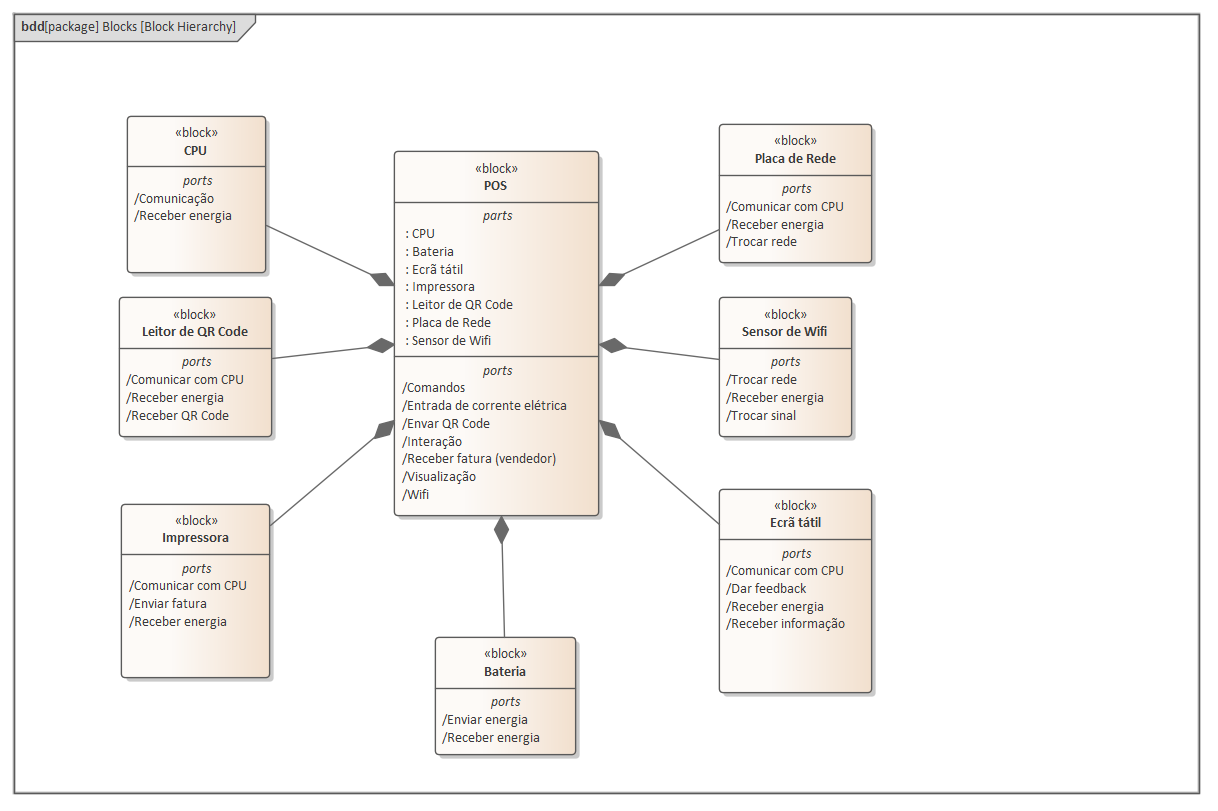 bdd[package] Blocks [Block Hierarchy]
«block»
CPU
ports
/Comunicação
/Receber energia
«block»
Leitor de QR Code
ports
/Comunicar com CPU
/Receber energia
/Receber QR Code
«block»
Impressora
ports
/Comunicar com CPU
/Enviar fatura
/Receber energia
«block»
POS
parts
: CPU
: Bateria
: Ecrã tátil
: Impressora
: Leitor de QR Code
: Placa de Rede
: Sensor de Wifi
ports
/Comandos
/Entrada de corrente elétrica
/Envar QR Code
/Interação
/Receber fatura (vendedor)
/Visualização
/Wifi
«block»
Bateria
ports
/Enviar energia
/Receber energia
«block»
Placa de Rede
ports
/Comunicar com CPU
/Receber energia
/Trocar rede
«block»
Sensor de Wifi
ports
/Trocar rede
/Receber energia
/Trocar sinal
«block»
Ecrã tátil
ports
/Comunicar com CPU
/Dar feedback
/Receber energia
/Receber informação